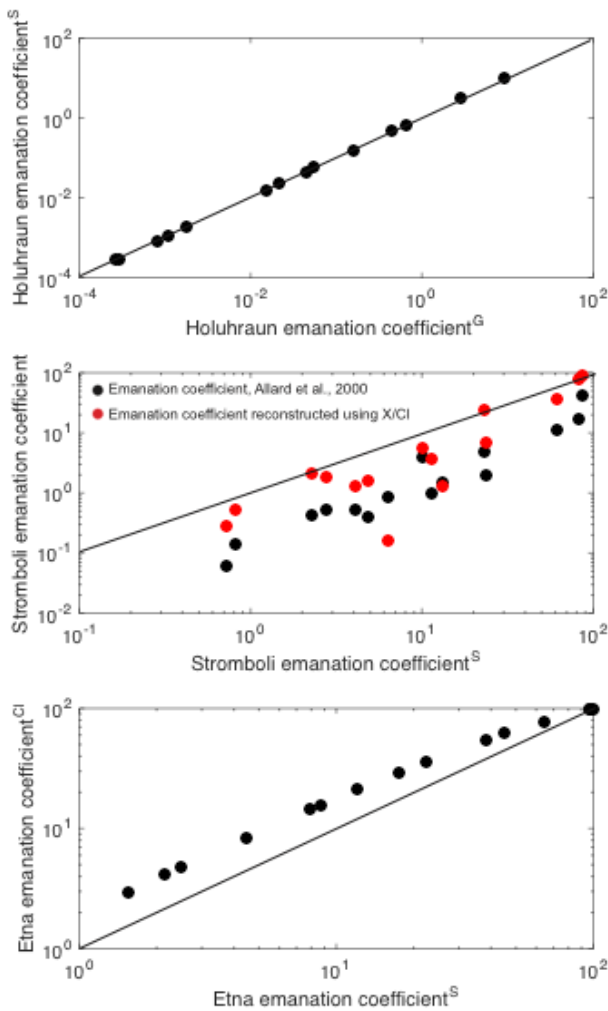 Holuhraun emanation coefficient^S
10^2
10^0
10^-2
10^-4
10^-4 10^-2 10^0 10^2
Holuhraun emanation coefficient^G
Stromboli emanation coefficient
10^2
10^1
10^0
10^-1
10^-2
Emanation coefficient, Allard et al., 2000
Emanation coefficient reconstructed using X/Cl
10^-1 10^0 10^1 10^2
Stromboli emanation coefficient^S
Etna emanation coefficient^Cl
10^2
10^1
10^0
10^0 10^1 10^2
Etna emanation coefficient^S